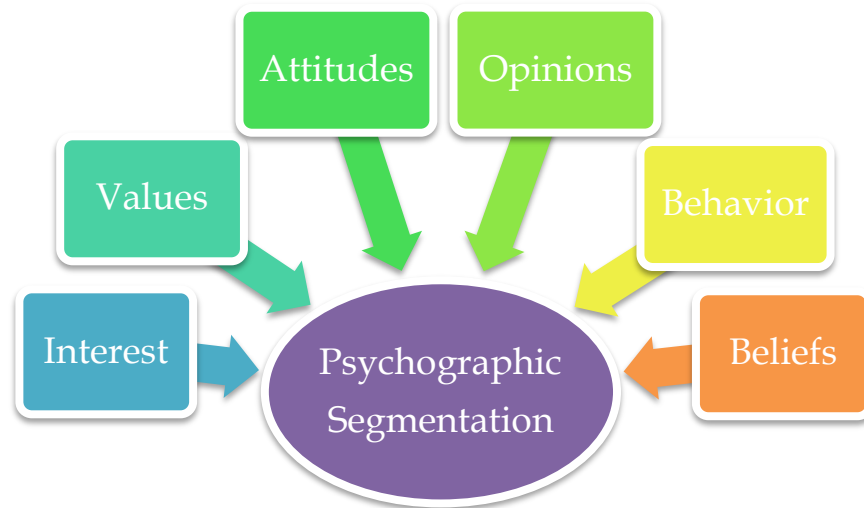 Attitudes
Opinions
Values
Behavior
Interest
Beliefs
Psychographic
Segmentation